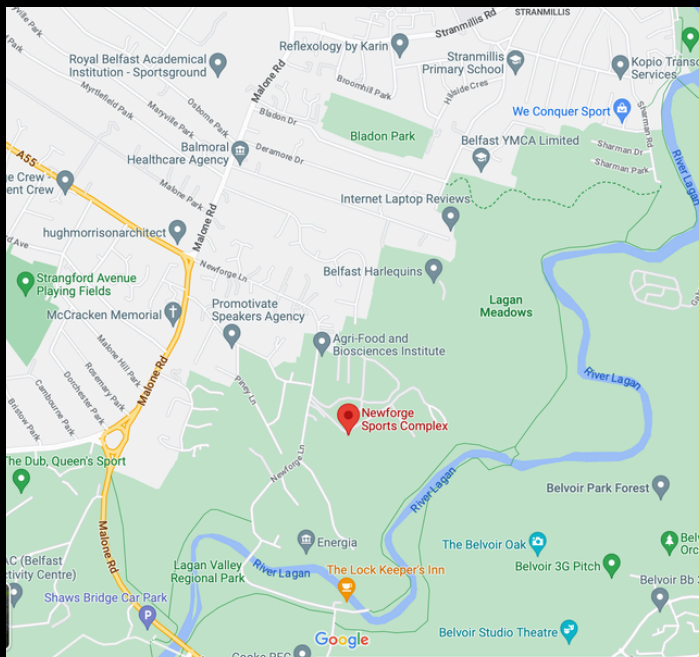 Stranmillis Rd
STRANMILLIS
Reflexology by Karin
Royal Belfast Academical
Institution - Sportsground
Stranmillis
Primary School
Kopio Transc
Services
Malone Rd
Broomhill Park
Hillside Cres
Myrtlefield Park
Maryville Park
Osborne Park
Bladon Dr
We Conquer Sport
Sharman Rd
Bladon Park
Balmoral
Healthcare Agency
Deramore Dr
Belfast YMCA Limited
Sharman Dr
Sharman Park
A55
Crew -
ent Crew
Malone Park
Internet Laptop Reviews
River Lagan
hughmorrisonarchitect
Malone Rd
Newforge Ln
Belfast Harlequins
Strangford Avenue
Playing Fields
Lagan
Meadows
McCracken Memorial
Promotivate
Speakers Agency
Agri-Food and
Biosciences Institute
Malone Hill Park
Rosemary Park
Dorchester Park
Cambourne Park
Bristow Park
Malone Rd
Piney Ln
River Lagan
Newforge
Sports Complex
The Dub, Queen's Sport
Newforge Ln
River Lagan
Belvoir Park Forest
Malone Rd
Energia
The Belvoir Oak
Belv
Orc
AC (Belfast
ctivity Centre)
Lagan Valley
Regional Park
River Lagan
The Lock Keeper's Inn
Belvoir 3G Pitch
Belvoir Bb
Shaws Bridge Car Park
Google
Belvoir Studio Theatre